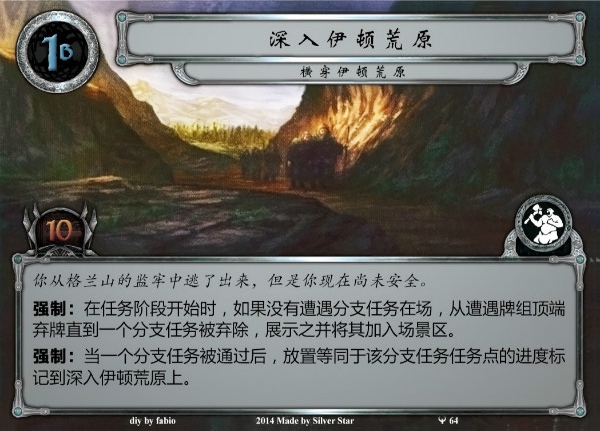 1B
深入伊顿荒原
横穿伊顿荒原
10
你从格兰山的监牢中逃了出来，但是你现在尚未安全。
强制：在任务阶段开始时，如果没有遭遇分支任务在场，从遭遇牌组顶端
弃牌直到一个分支任务被弃除，展示之并将其加入场景区。
强制：当一个分支任务被通过后，放置等同于该分支任务任务点的进度标
记到深入伊顿荒原上。
diy by fabio
2014 Made by Silver Star
64